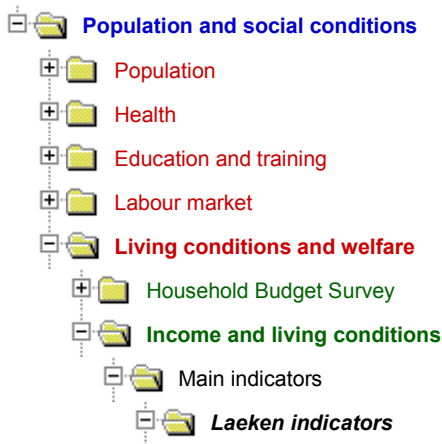 Population and social conditions
Population
Health
Education and training
Labour market
Living conditions and welfare
Household Budget Survey
Income and living conditions
Main indicators
Laeken indicators